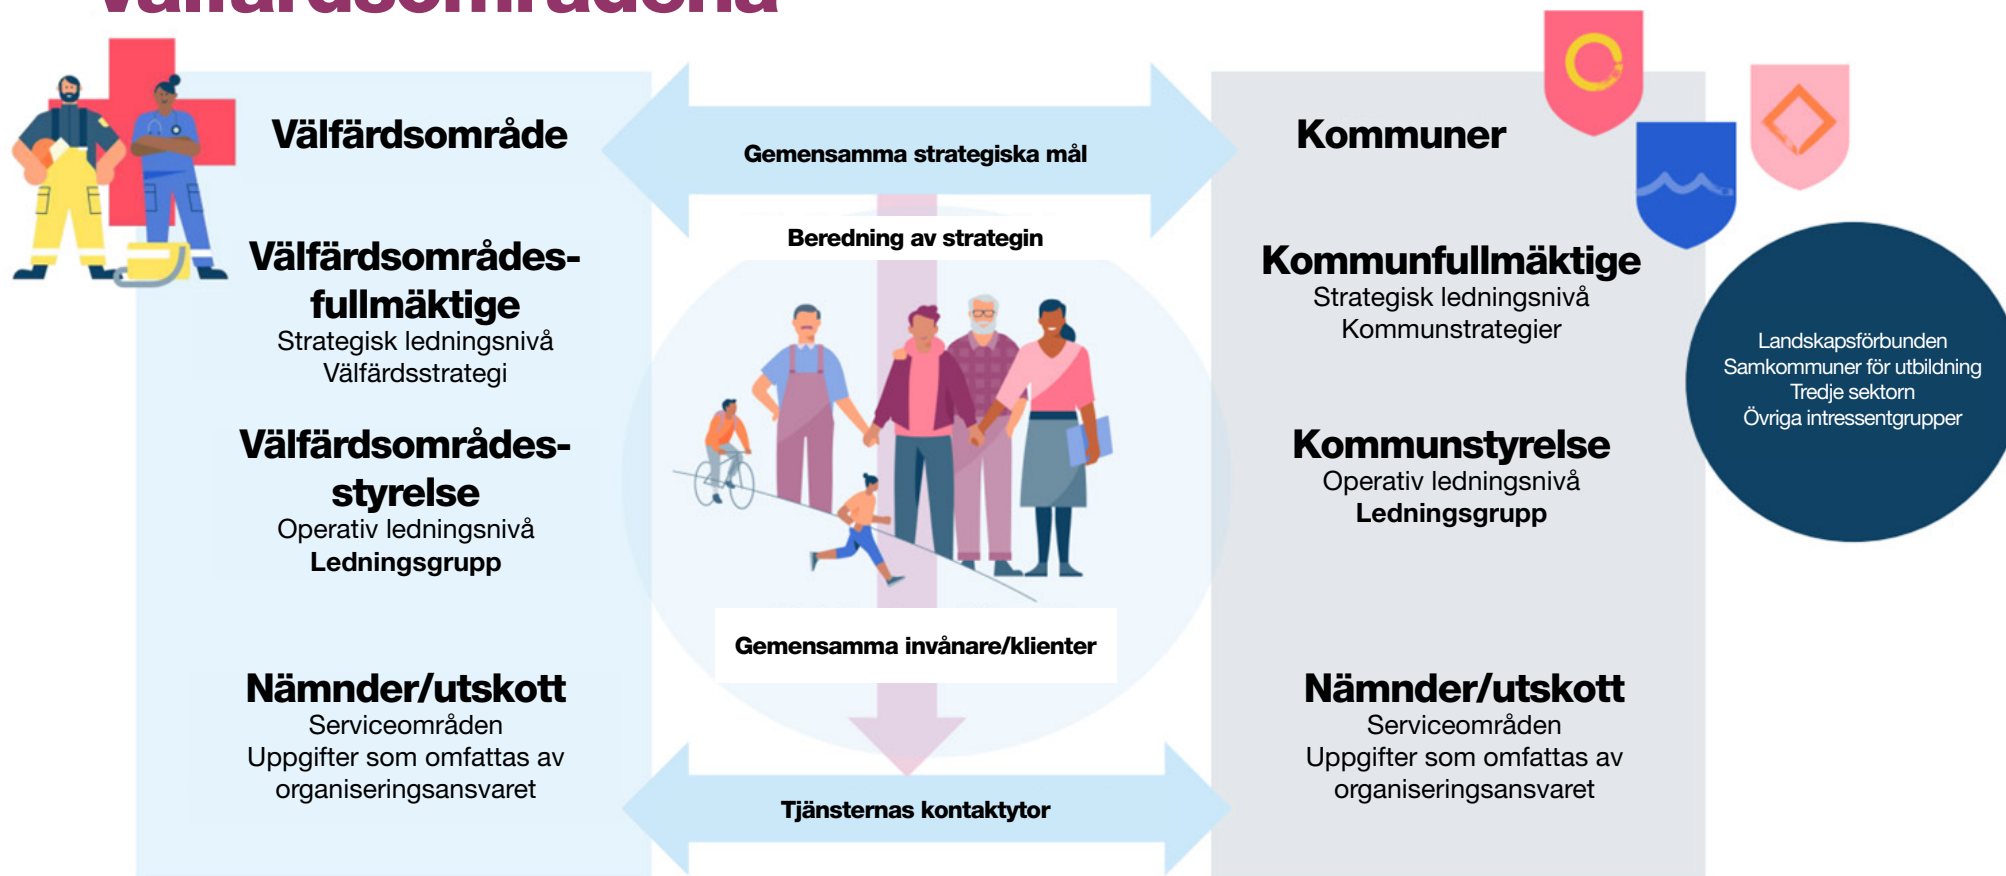 välfärdsområdena
Välfärdsområde
Välfärdsområdes-
fullmäktige
Strategisk ledningsnivå
Välfärdsstrategi
Välfärdsområdes-
styrelse
Operativ ledningsnivå
Ledningsgrupp
Nämnder/utskott
Serviceområden
Uppgifter som omfattas av
organiseringsansvaret
Gemensamma strategiska mål
Beredning av strategin
Gemensamma invånare/klienter
Tjänsternas kontaktytor
Kommuner
Kommunfullmäktige
Strategisk ledningsnivå
Kommunstrategier
Kommunstyrelse
Operativ ledningsnivå
Ledningsgrupp
Nämnder/utskott
Serviceområden
Uppgifter som omfattas av
organiseringsansvaret
Landskapsförbunden
Samkommuner för utbildning
Tredje sektorn
Övriga intressentgrupper